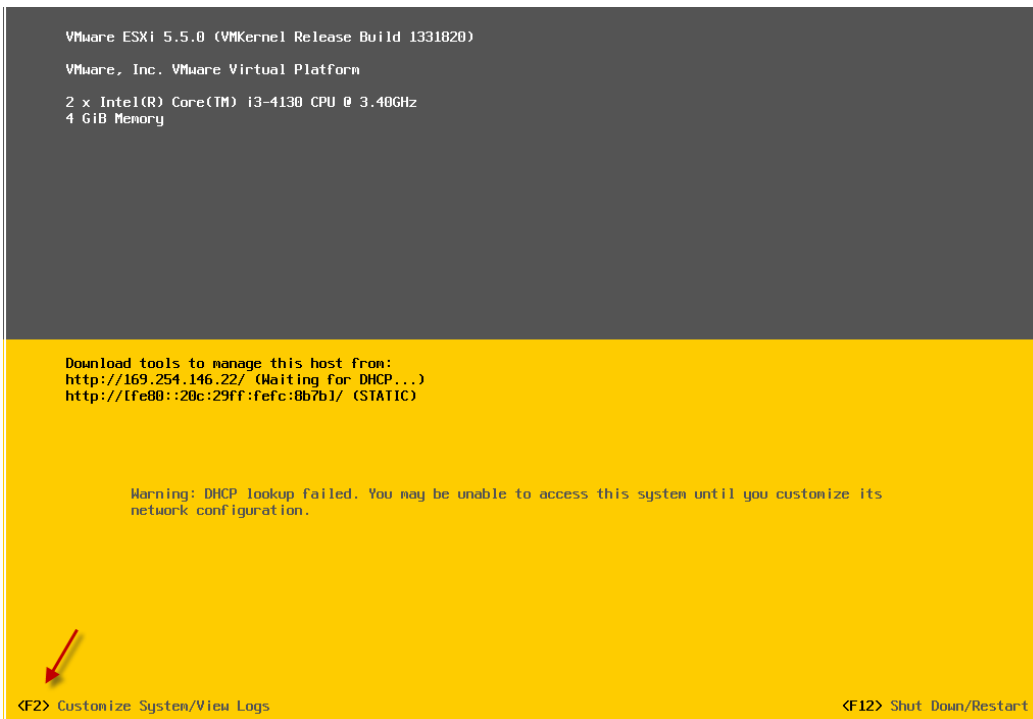 VMware ESXi 5.5.0 (VMKernel Release Build 1331820)
VMware, Inc. VMware Virtual Platform
2 x Intel(R) Core(TM) i3-4130 CPU @ 3.40GHz
4 GiB Memory
Download tools to manage this host from:
http://169.254.146.22/ (Waiting for DHCP...)
http://[fe80::20c:29ff:fefc:8b7b]/ (STATIC)
Warning: DHCP lookup failed. You may be unable to access this system until you customize its
network configuration.
<F2> Customize System/View Logs <F12> Shut Down/Restart